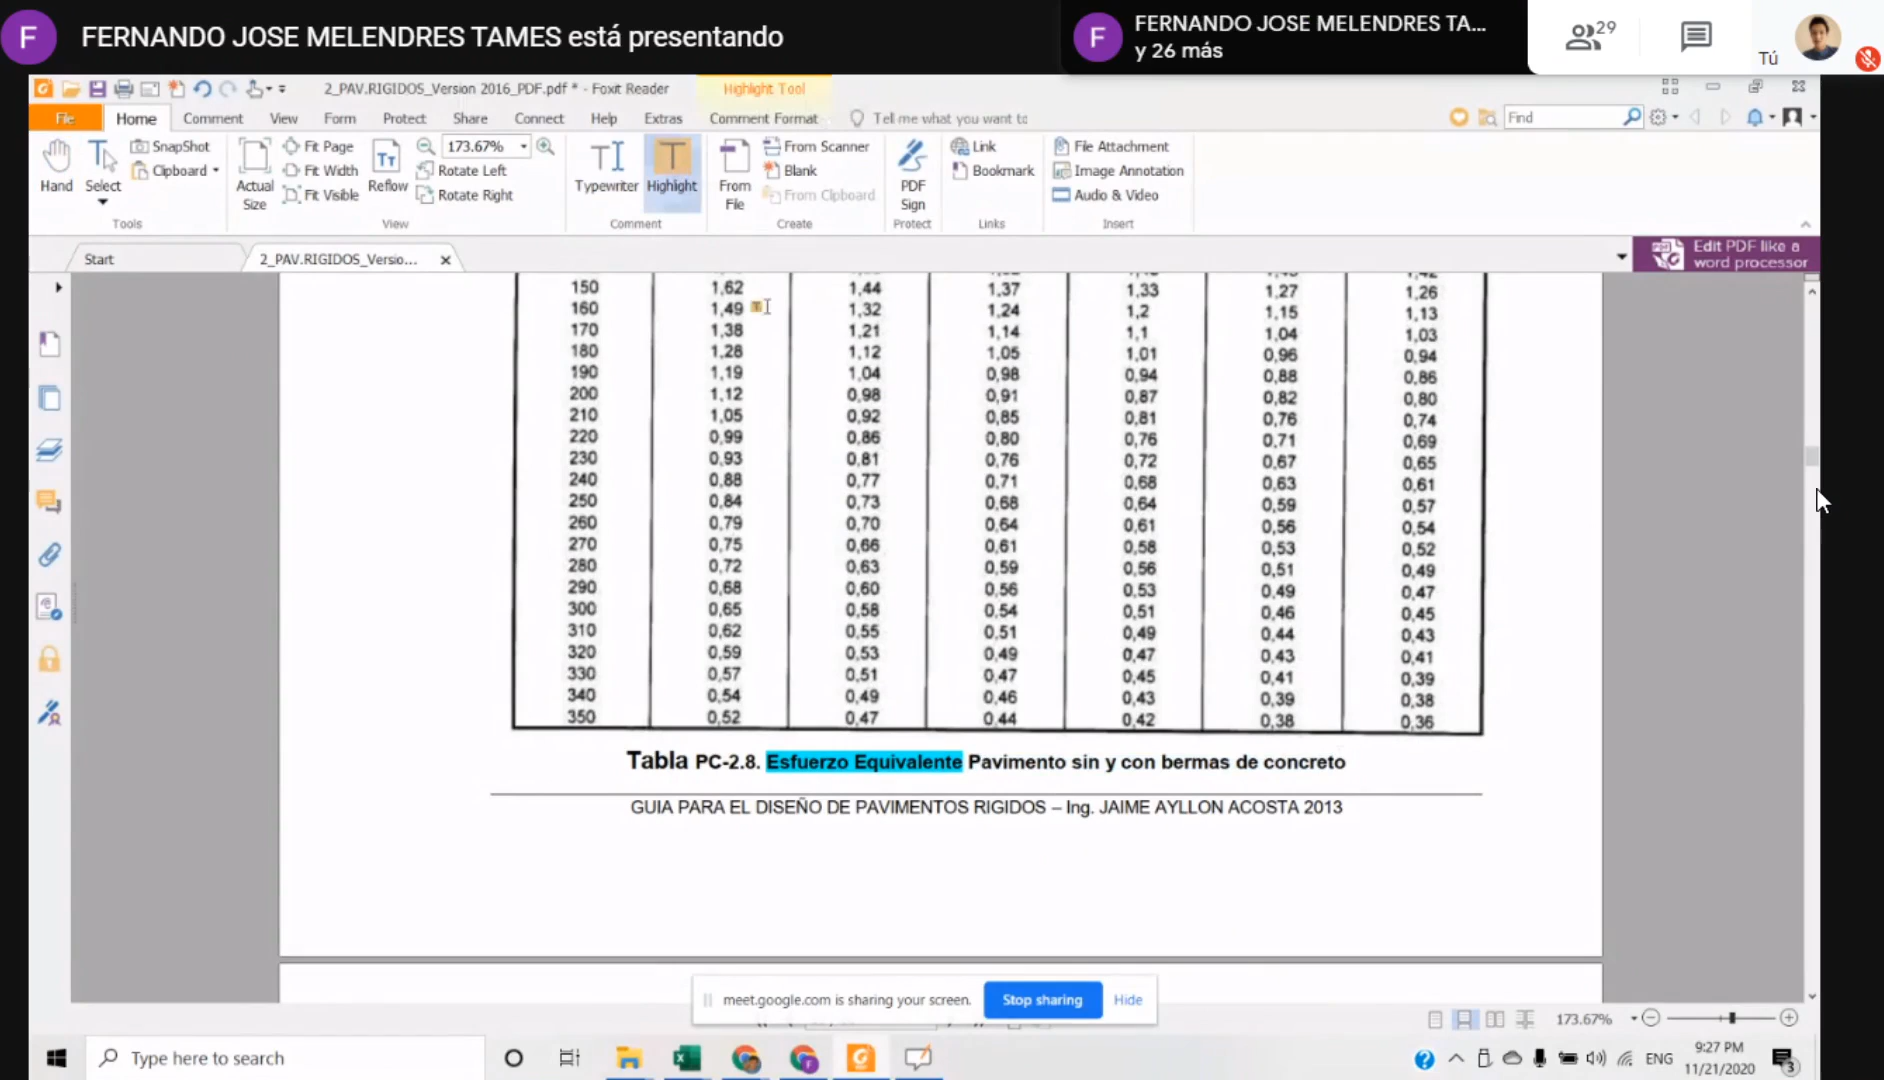 F FERNANDO JOSE MELENDRES TAMES está presentando
F FERNANDO JOSE MELENDRES TA...
y 26 más
29
Tú
2_PAV.RIGIDOS_Version 2016_PDF.pdf * - Foxit Reader
Highlight Tool
File Home Comment View Form Protect Share Connect Help Extras Comment Format Tell me what you want to
Find
Hand
Select
SnapShot
Clipboard
Tools
Actual Size
Fit Page
Fit Width
Fit Visible
Reflow
173.67%
Rotate Left
Rotate Right
View
Typewriter
Highlight
Comment
From File
From Scanner
Blank
From Clipboard
Create
PDF Sign
Protect
Link
Bookmark
Links
File Attachment
Image Annotation
Audio & Video
Insert
Start
2_PAV.RIGIDOS_Versio...
Edit PDF like a
word processor
150 1,62 1,44 1,37 1,33 1,27 1,26
160 1,49 1,32 1,24 1,2 1,15 1,13
170 1,38 1,21 1,14 1,1 1,04 1,03
180 1,28 1,12 1,05 1,01 0,96 0,94
190 1,19 1,04 0,98 0,94 0,88 0,86
200 1,12 0,98 0,91 0,87 0,82 0,80
210 1,05 0,92 0,85 0,81 0,76 0,74
220 0,99 0,86 0,80 0,76 0,71 0,69
230 0,93 0,81 0,76 0,72 0,67 0,65
240 0,88 0,77 0,71 0,68 0,63 0,61
250 0,84 0,73 0,68 0,64 0,59 0,57
260 0,79 0,70 0,64 0,61 0,56 0,54
270 0,75 0,66 0,61 0,58 0,53 0,52
280 0,72 0,63 0,59 0,56 0,51 0,49
290 0,68 0,60 0,56 0,53 0,49 0,47
300 0,65 0,58 0,54 0,51 0,46 0,45
310 0,62 0,55 0,51 0,49 0,44 0,43
320 0,59 0,53 0,49 0,47 0,43 0,41
330 0,57 0,51 0,47 0,45 0,41 0,39
340 0,54 0,49 0,46 0,43 0,39 0,38
350 0,52 0,47 0,44 0,42 0,38 0,36
Tabla PC-2.8. Esfuerzo Equivalente Pavimento sin y con bermas de concreto
GUIA PARA EL DISEÑO DE PAVIMENTOS RIGIDOS – Ing. JAIME AYLLON ACOSTA 2013
meet.google.com is sharing your screen. Stop sharing Hide
173.67%
Type here to search
ENG
9:27 PM
11/21/2020
3